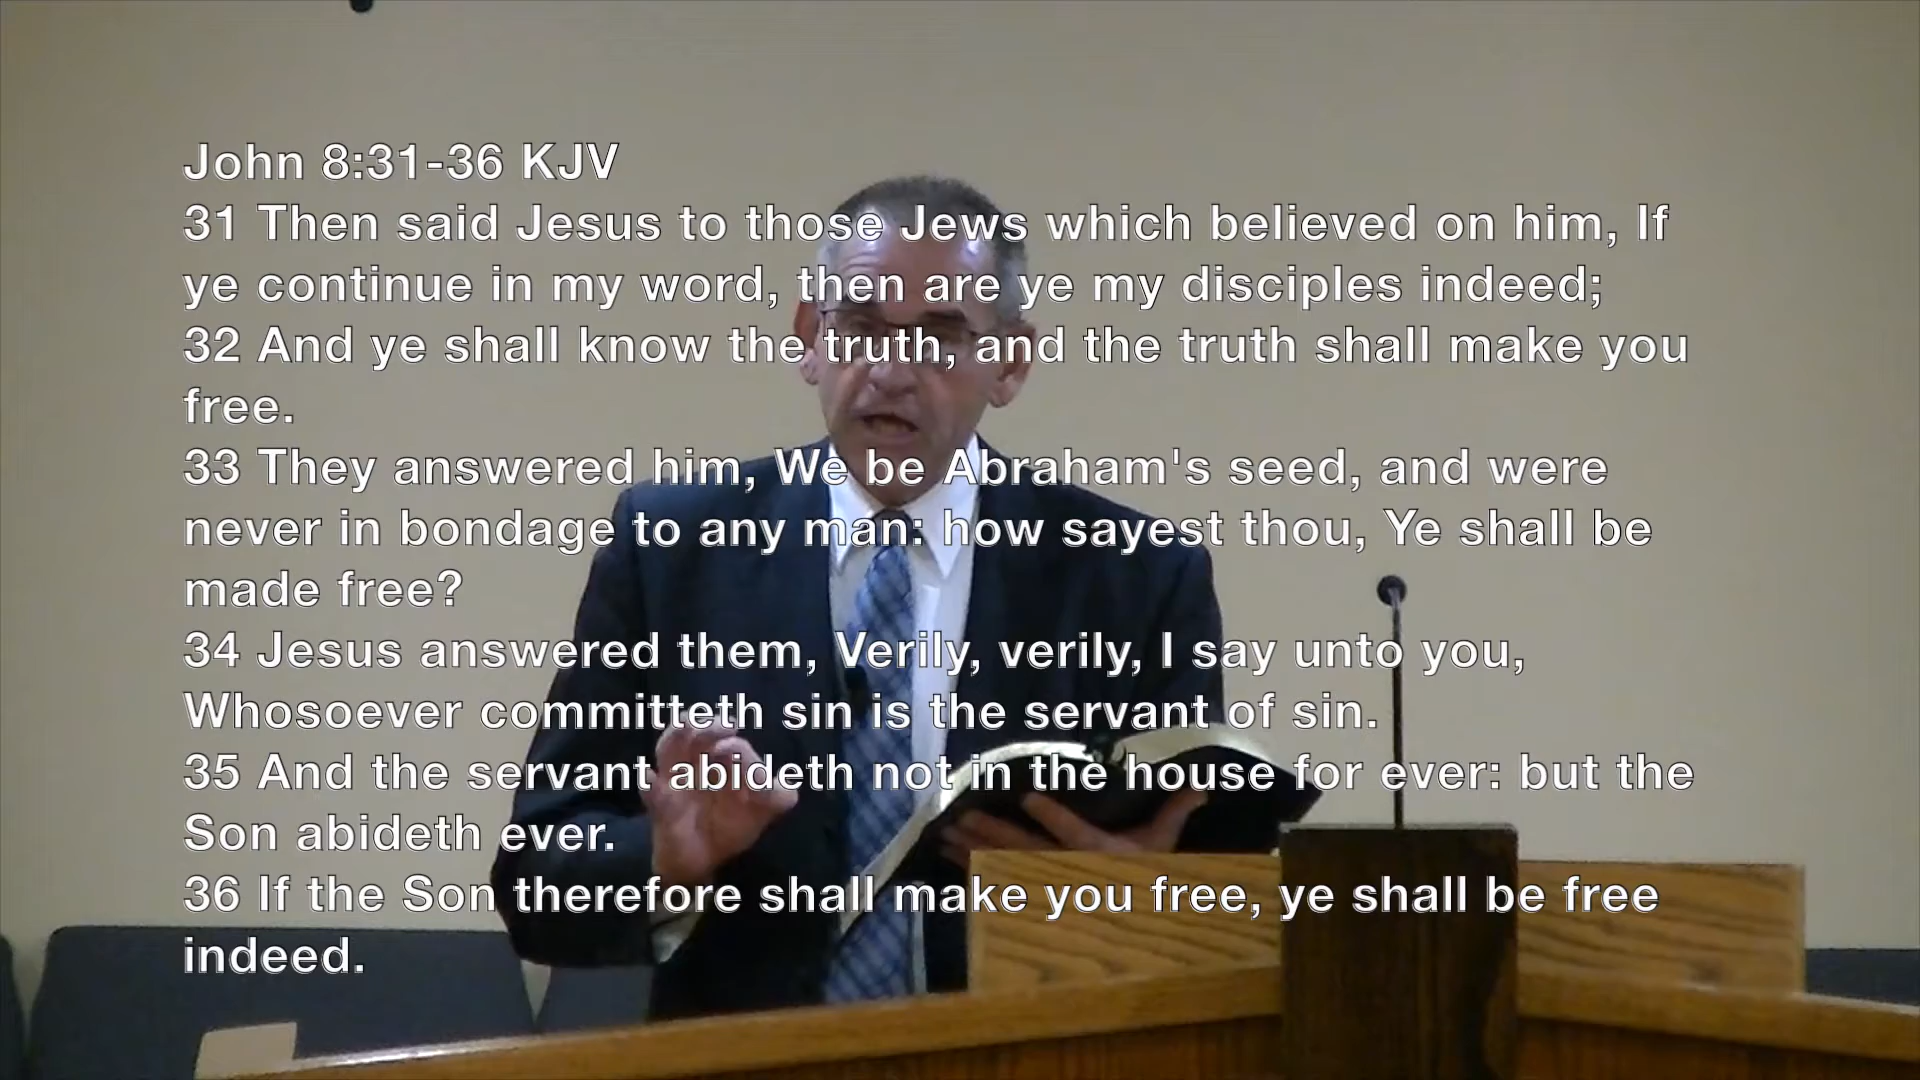 John 8:31-36 KJV
31 Then said Jesus to those Jews which believed on him, If
ye continue in my word, then are ye my disciples indeed;
32 And ye shall know the truth, and the truth shall make you
free.
33 They answered him, We be Abraham's seed, and were
never in bondage to any man: how sayest thou, Ye shall be
made free?
34 Jesus answered them, Verily, verily, I say unto you,
Whosoever committeth sin is the servant of sin.
35 And the servant abideth not in the house for ever: but the
Son abideth ever.
36 If the Son therefore shall make you free, ye shall be free
indeed.